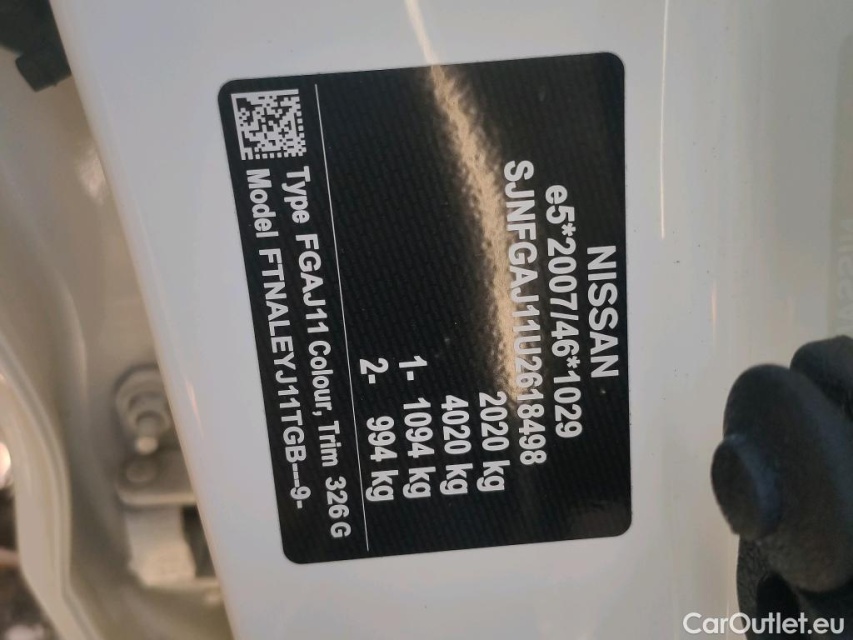 NISSAN
e5*2007/46*1029
SJNFGAJ11U2618498
2020 kg
4020 kg
1- 1094 kg
2- 994 kg
Type FGAJ11 Colour, Trim 326 G
Model FTNALEYJ11TGB---9-
CarOutlet.eu